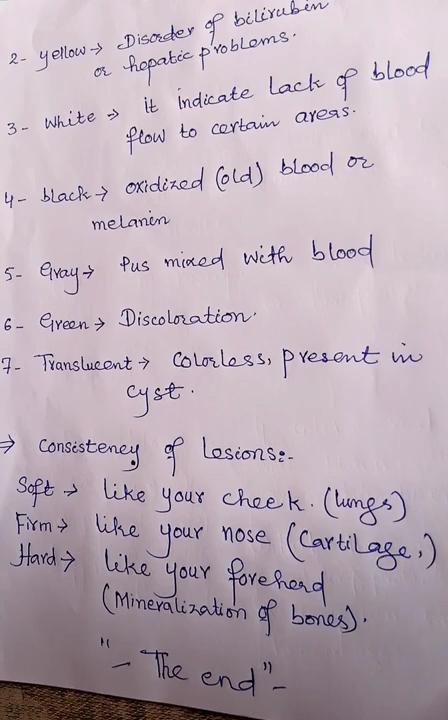 2- yellow → Disorder of bilirubin
or hepatic problems.
3- White → it indicate lack of blood
flow to certain areas.
4- black → oxidized (old) blood or
melanin
5- Gray → Pus mixed with blood
6- Green → Discoloration.
7- Translucent → Colorless, present in
cyst.
⇒ Consistency of lesions:-
Soft → like your cheek. (lungs)
Firm → like your nose (Cartilage,)
Hard → like your forehead
(Mineralization of bones).
"- The end"-